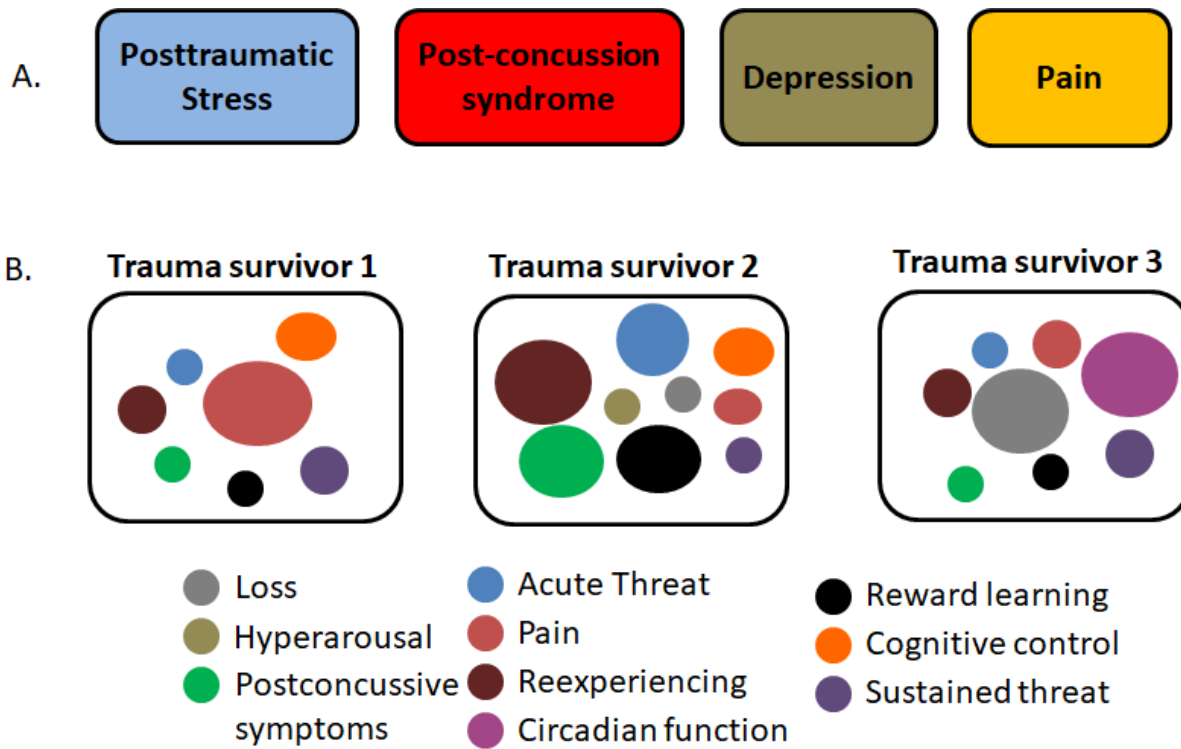 A.
Posttraumatic
Stress
Post-concussion
syndrome
Depression
Pain
B.
Trauma survivor 1
Trauma survivor 2
Trauma survivor 3
Loss
Hyperarousal
Postconcussive
symptoms
Acute Threat
Pain
Reexperiencing
Circadian function
Reward learning
Cognitive control
Sustained threat